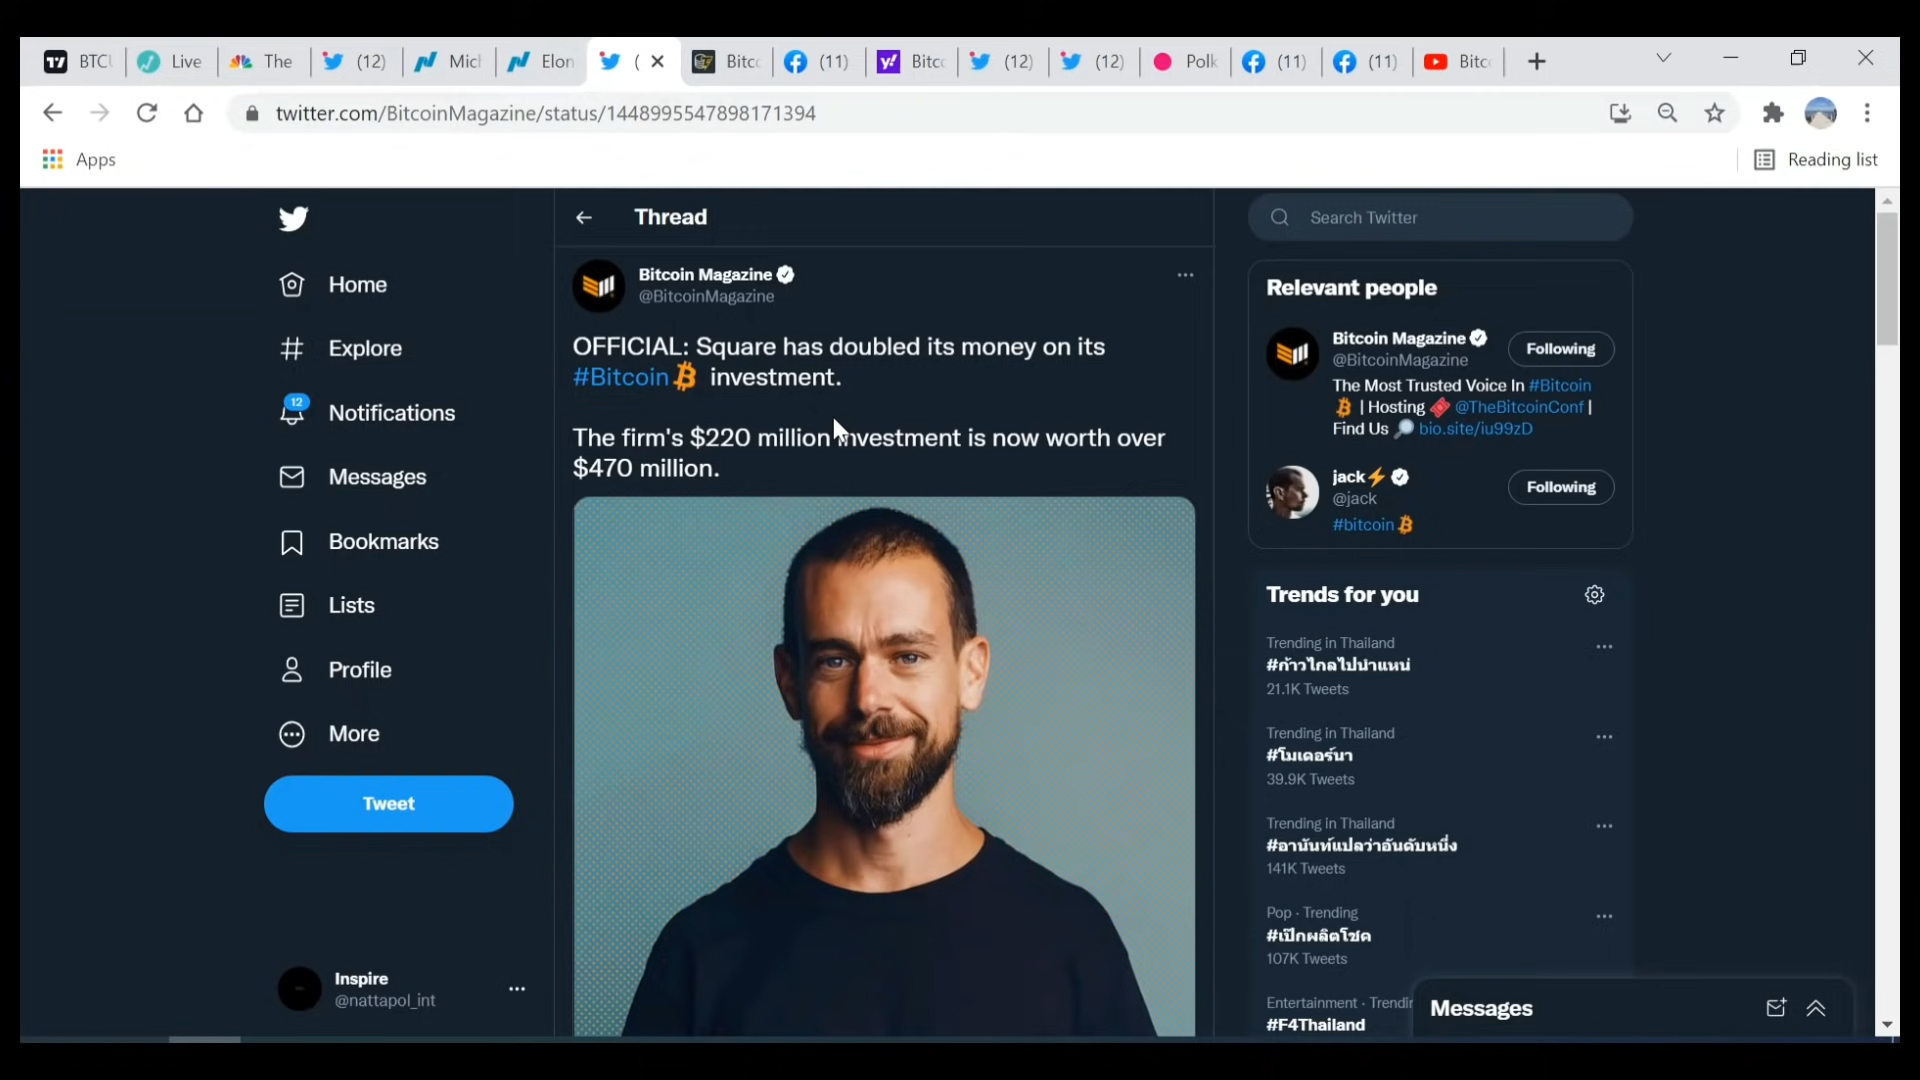 BTCU
Live
The
(12)
Mich
Elon
(
Bitc
(11)
Bitc
(12)
(12)
Polk
(11)
(11)
Bitc
twitter.com/BitcoinMagazine/status/1448995547898171394
Apps
Reading list
Home
Explore
12
Notifications
Messages
Bookmarks
Lists
Profile
More
Tweet
Inspire
@nattapol_int
Thread
Bitcoin Magazine
@BitcoinMagazine
OFFICIAL: Square has doubled its money on its
#Bitcoin investment.
The firm's $220 million investment is now worth over
$470 million.
Search Twitter
Relevant people
Bitcoin Magazine
@BitcoinMagazine
Following
The Most Trusted Voice In #Bitcoin
| Hosting @TheBitcoinConf |
Find Us bio.site/iu99zD
jack⚡
@jack
Following
#bitcoin
Trends for you
Trending in Thailand
#ก้าวไกลไปนำแหน่
21.1K Tweets
Trending in Thailand
#โมเดอร์นา
39.9K Tweets
Trending in Thailand
#อานันท์แปลว่าอันดับหนึ่ง
141K Tweets
Pop · Trending
#เป๊กผลิตโชค
107K Tweets
Entertainment · Trendin
#F4Thailand
Messages